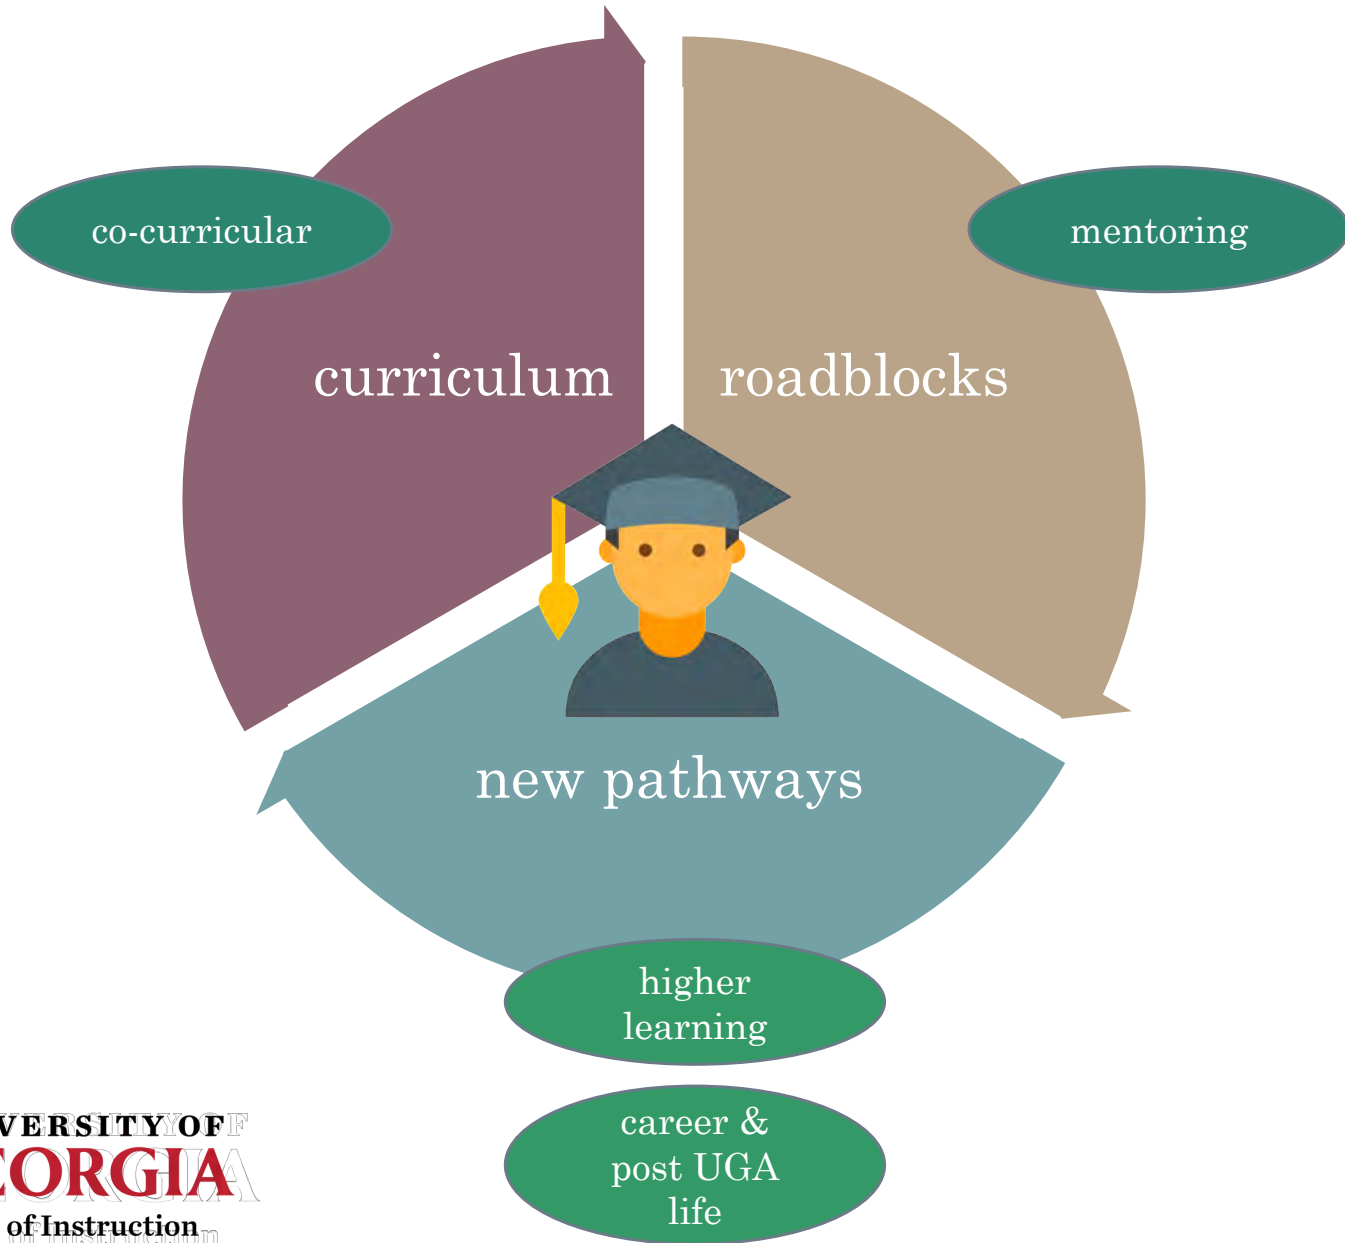 co-curricular
mentoring
curriculum
roadblocks
new pathways
higher
learning
career &
post UGA
life
VERSITY OF
ORGIA
of Instruction